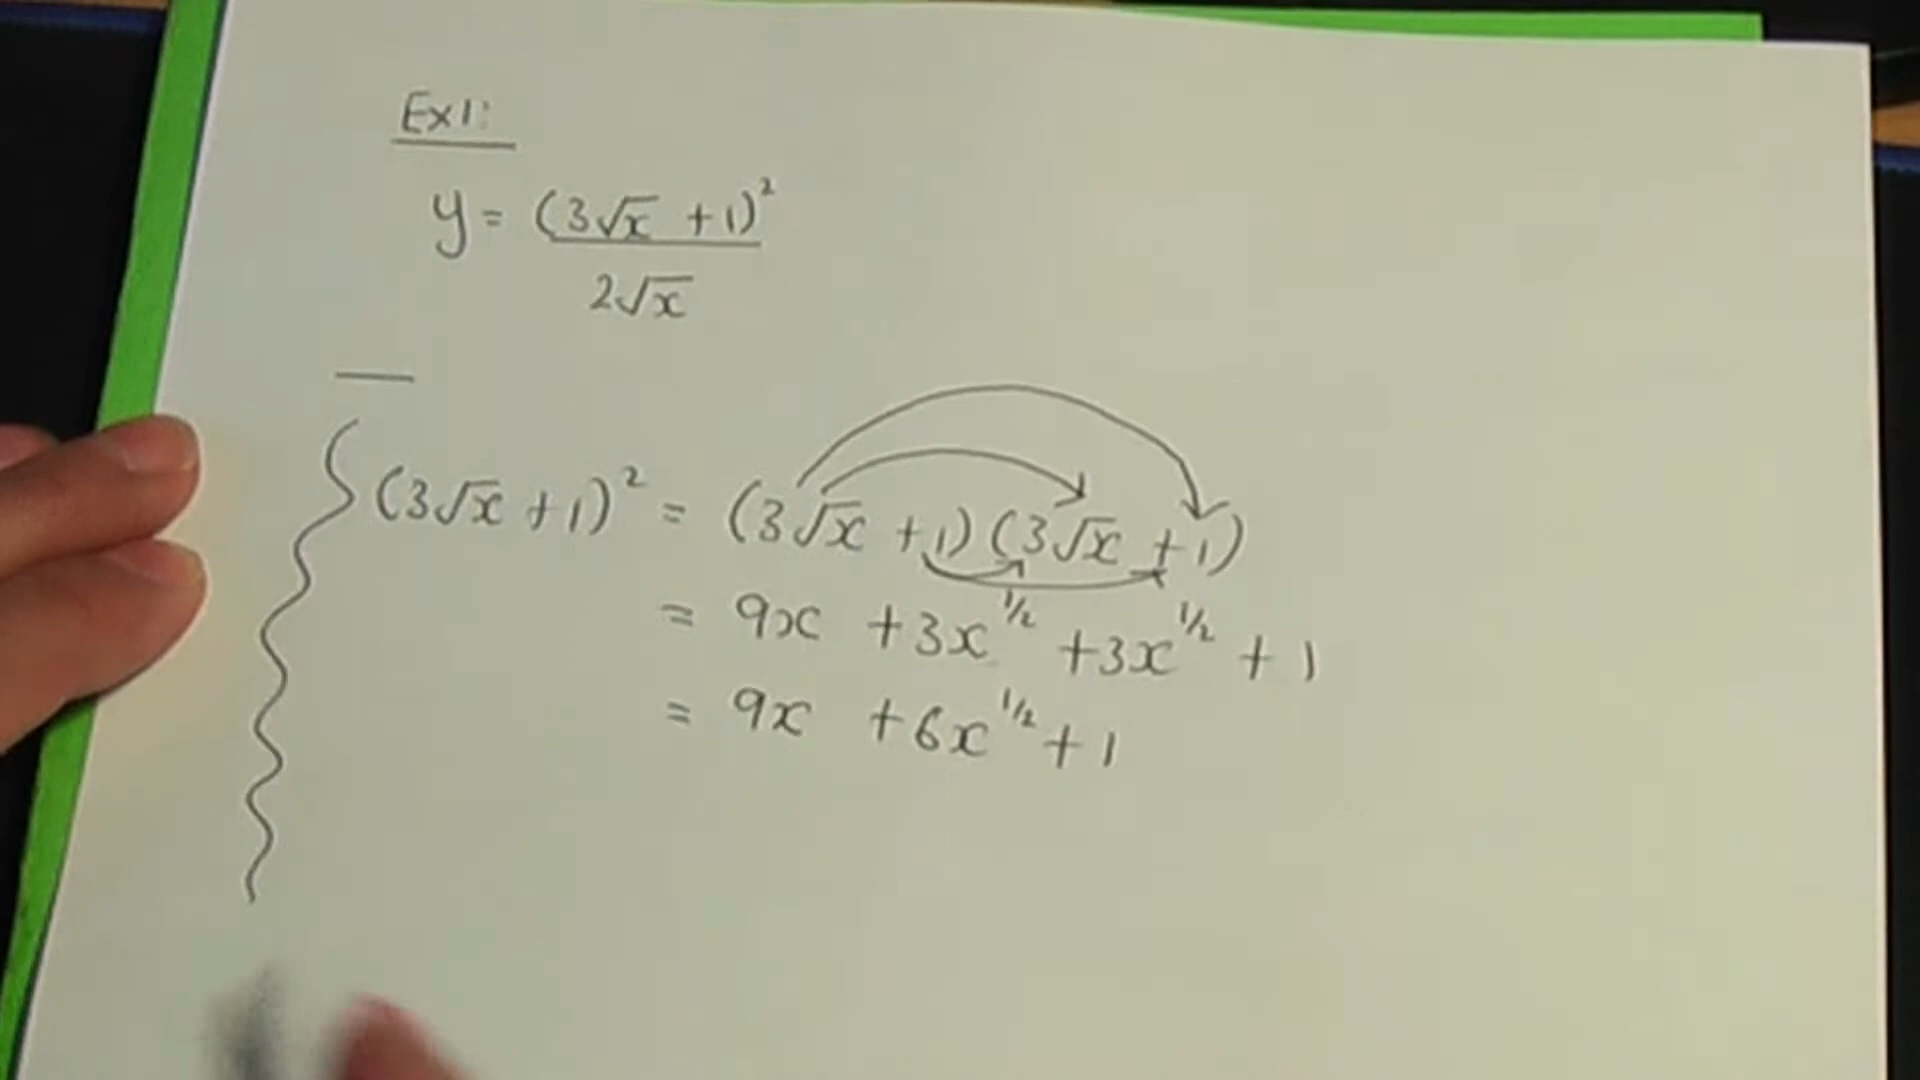 Ex1:
y = (3√x + 1)²
2√x
(3√x + 1)² = (3√x + 1)(3√x + 1)
= 9x + 3x^1/2 + 3x^1/2 + 1
= 9x + 6x^1/2 + 1